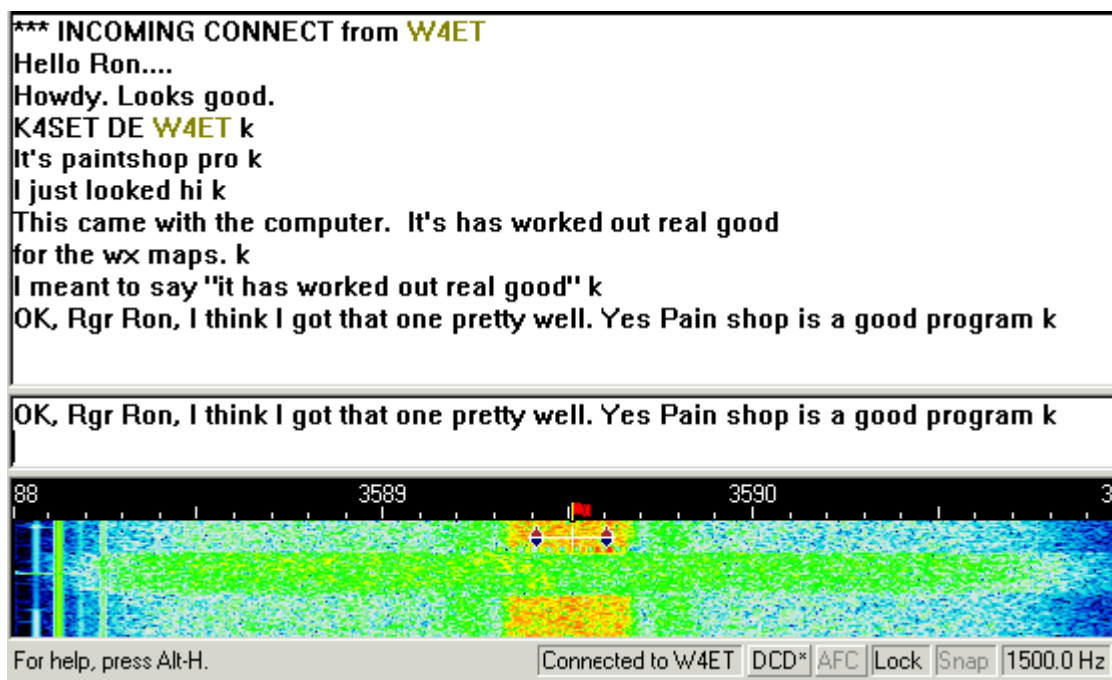 *** INCOMING CONNECT from W4ET
Hello Ron....
Howdy. Looks good.
K4SET DE W4ET k
It's paintshop pro k
I just looked hi k
This came with the computer.  It's has worked out real good
for the wx maps. k
I meant to say "it has worked out real good" k
OK, Rgr Ron, I think I got that one pretty well. Yes Pain shop is a good program k
OK, Rgr Ron, I think I got that one pretty well. Yes Pain shop is a good program k
88 3589 3590 3
For help, press Alt-H. Connected to W4ET DCD* AFC Lock Snap 1500.0 Hz